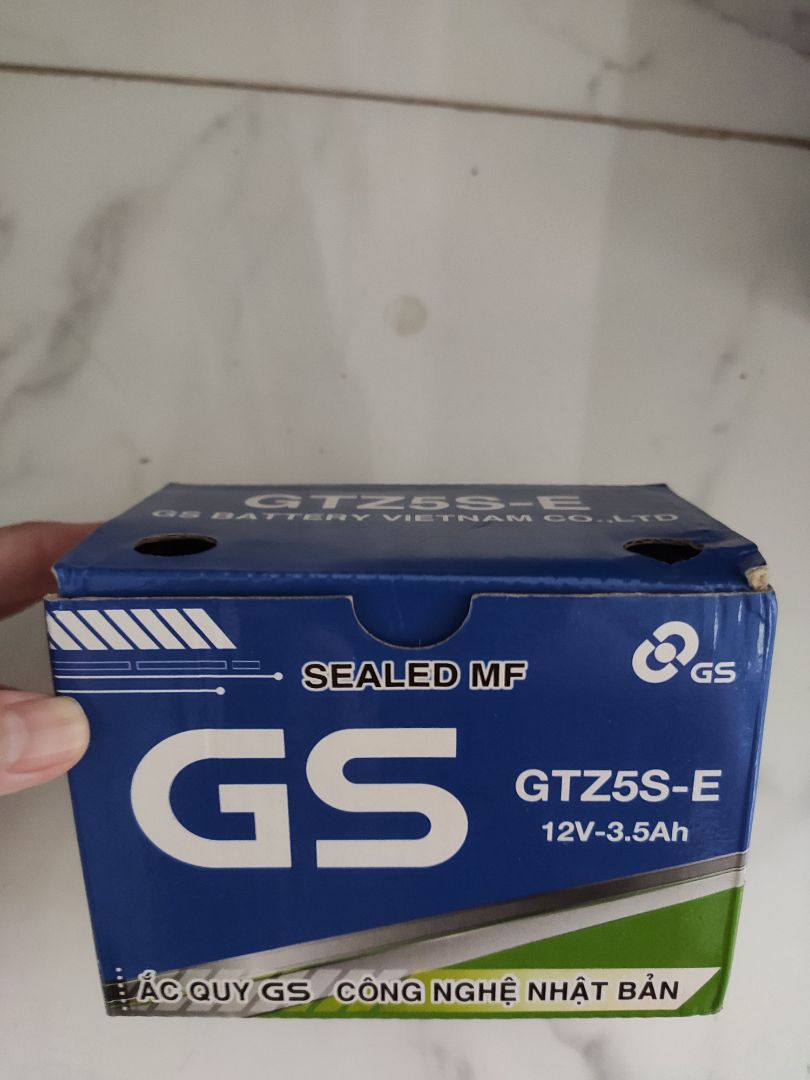 GTZ5S-E
GS BATTERY VIETNAM CO.,LTD
SEALED MF
GS
GS
GTZ5S-E
12V-3.5Ah
ẮC QUY GS CÔNG NGHỆ NHẬT BẢN